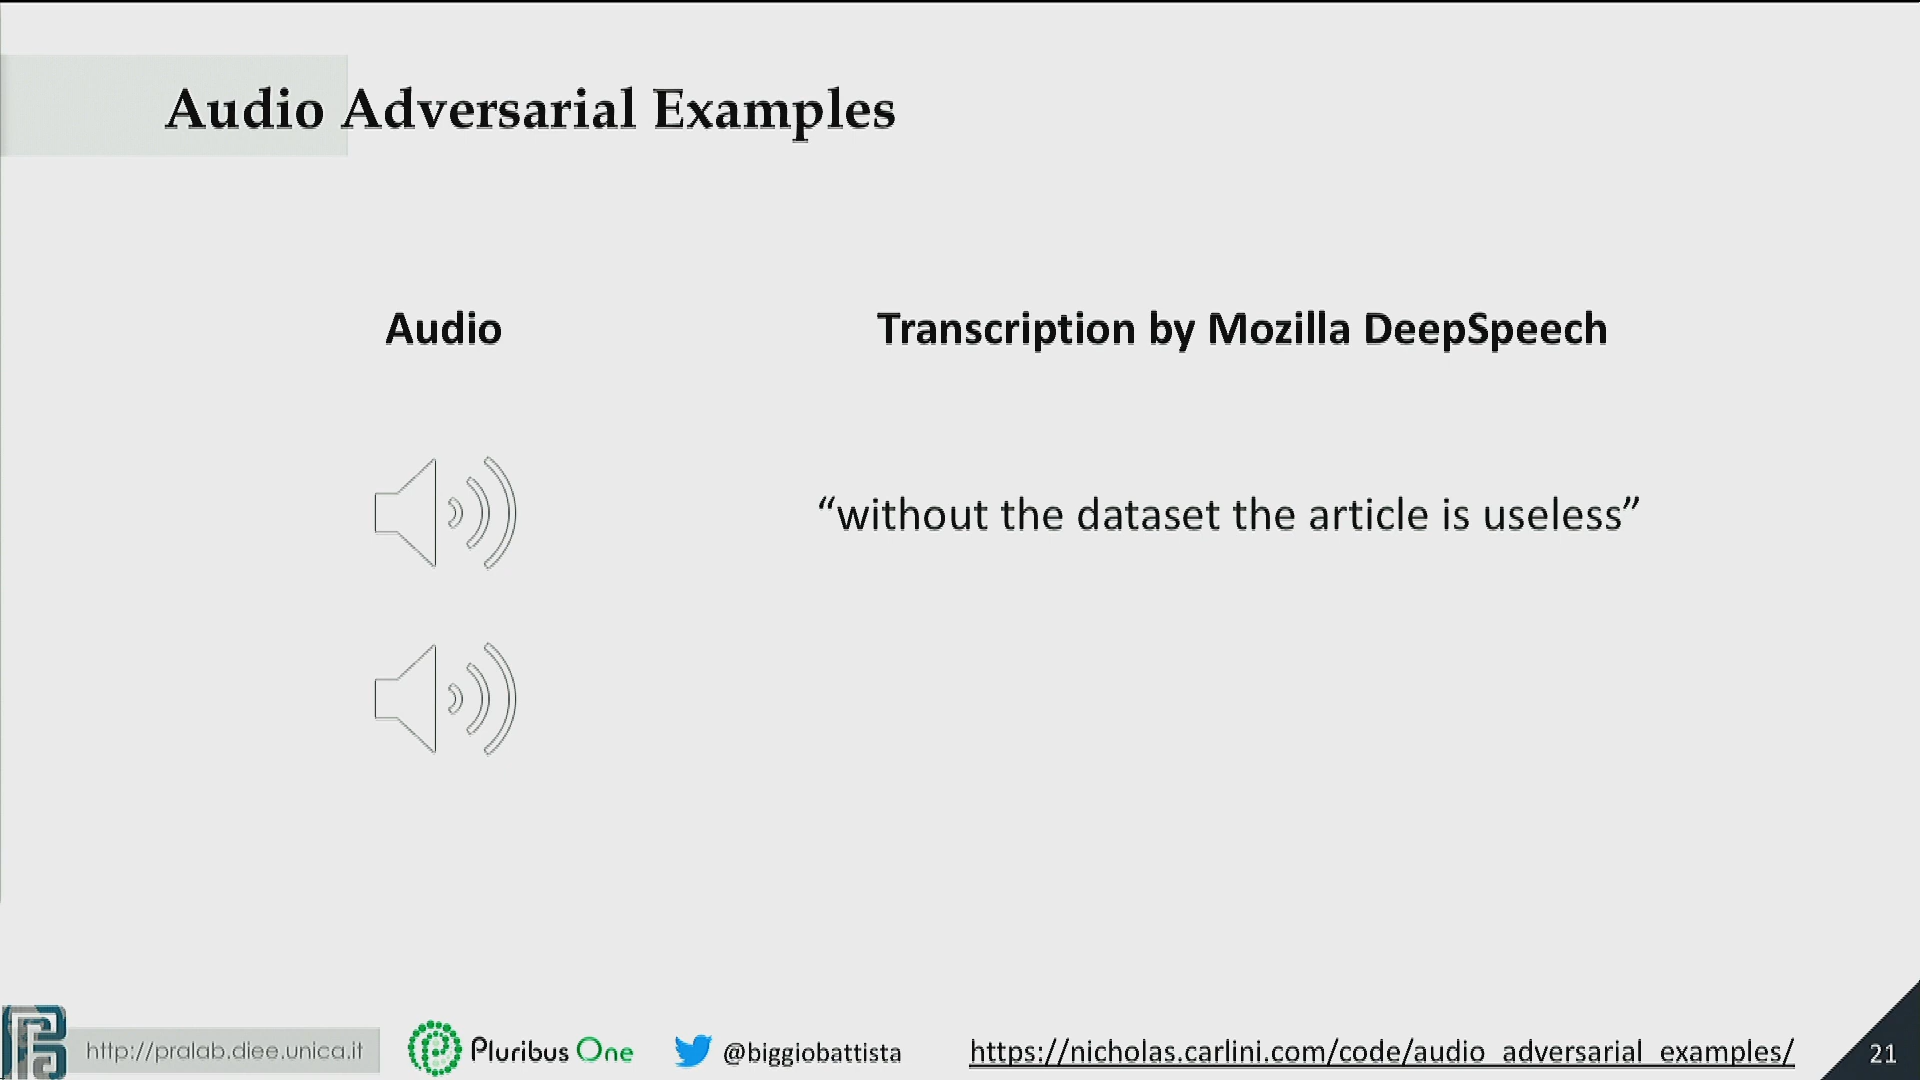 Audio Adversarial Examples
Audio
Transcription by Mozilla DeepSpeech
“without the dataset the article is useless”
http://pralab.diee.unica.it
Pluribus One
@biggiobattista
https://nicholas.carlini.com/code/audio_adversarial_examples/
21